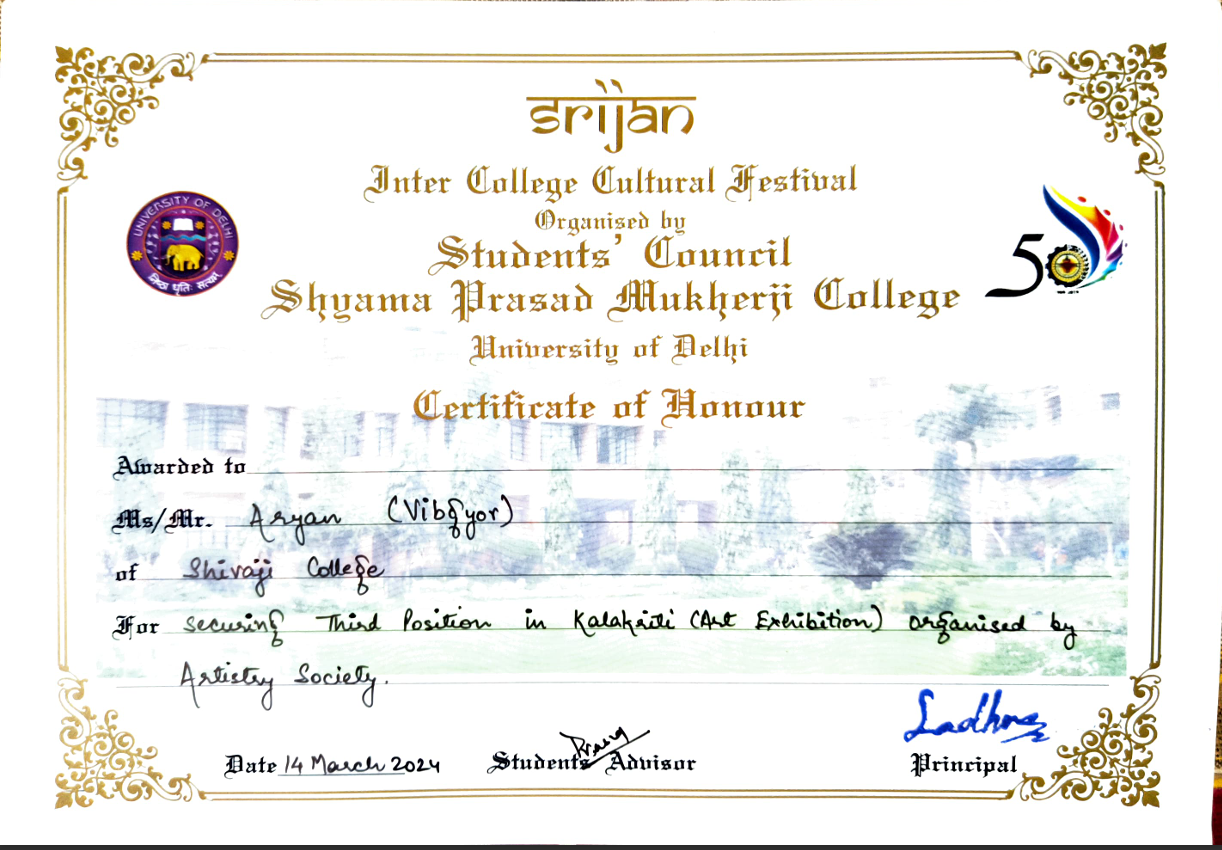 srijan
Inter College Cultural Festival
Organised by
Students' Council
Shyama Prasad Mukherji College
University of Delhi
UNIVERSITY OF DELHI
निष्ठा धृतिः सत्यम्
50
Certificate of Honour
Awarded to
Ms/Mr. Aryan (Vibgyor)
of Shivaji College
For securing Third Position in Kalakriti (Art Exhibition) organised by
Artistry Society.
Date 14 March 2024 Students Advisor Principal